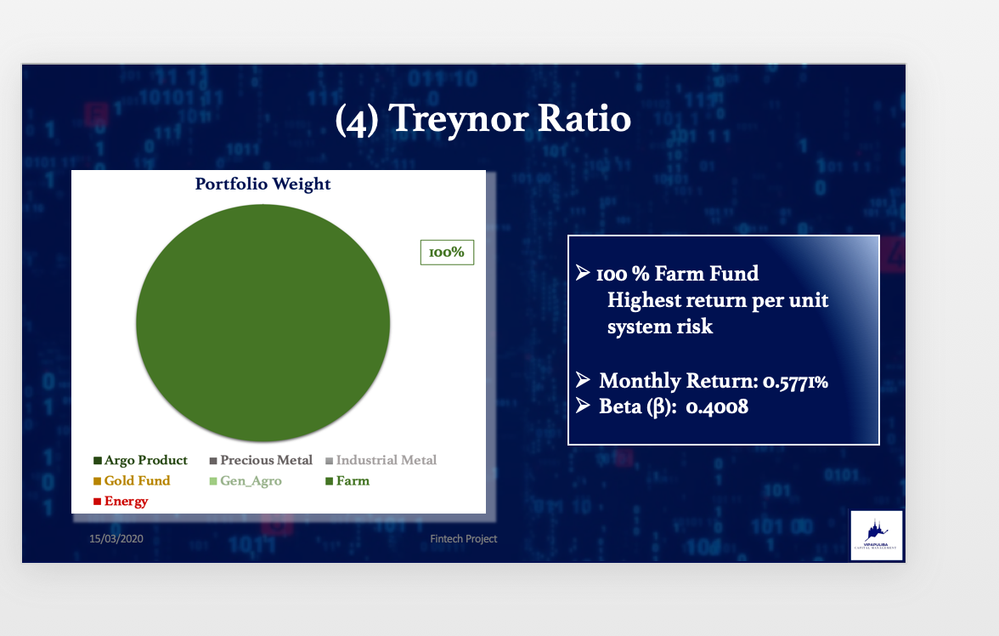 (4) Treynor Ratio
Portfolio Weight
100%
Argo Product Precious Metal Industrial Metal
Gold Fund Gen_Agro Farm
Energy
➢ 100 % Farm Fund
Highest return per unit
system risk
➢ Monthly Return: 0.5771%
➢ Beta (β): 0.4008
15/03/2020
Fintech Project
VIPAPULIBA
CAPITAL MANAGEMENT